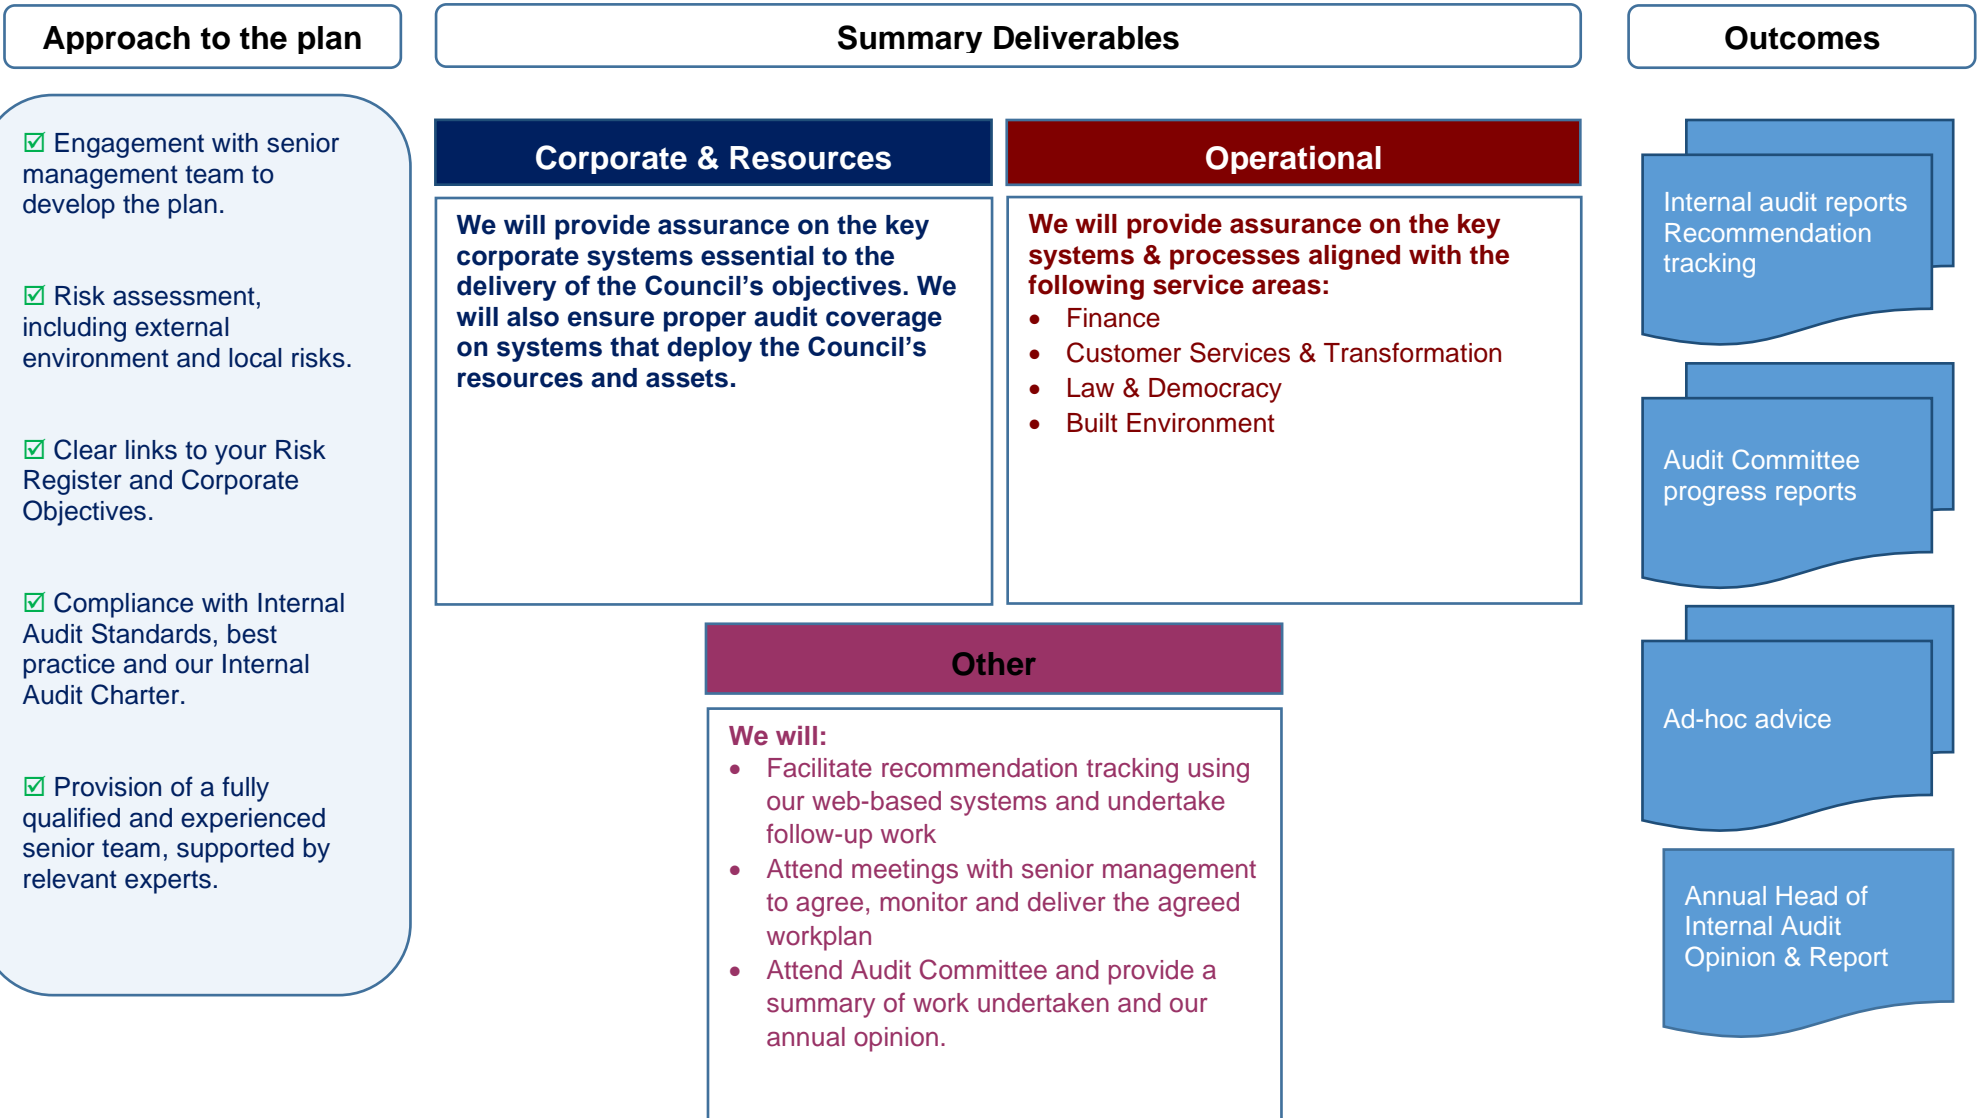 Approach to the plan
Summary Deliverables
Outcomes
☑ Engagement with senior
management team to
develop the plan.
☑ Risk assessment,
including external
environment and local risks.
☑ Clear links to your Risk
Register and Corporate
Objectives.
☑ Compliance with Internal
Audit Standards, best
practice and our Internal
Audit Charter.
☑ Provision of a fully
qualified and experienced
senior team, supported by
relevant experts.
Corporate & Resources
We will provide assurance on the key
corporate systems essential to the
delivery of the Council’s objectives. We
will also ensure proper audit coverage
on systems that deploy the Council’s
resources and assets.
Operational
We will provide assurance on the key
systems & processes aligned with the
following service areas:
• Finance
• Customer Services & Transformation
• Law & Democracy
• Built Environment
Other
We will:
• Facilitate recommendation tracking using
our web-based systems and undertake
follow-up work
• Attend meetings with senior management
to agree, monitor and deliver the agreed
workplan
• Attend Audit Committee and provide a
summary of work undertaken and our
annual opinion.
Internal audit reports
Recommendation
tracking
Audit Committee
progress reports
Ad-hoc advice
Annual Head of
Internal Audit
Opinion & Report